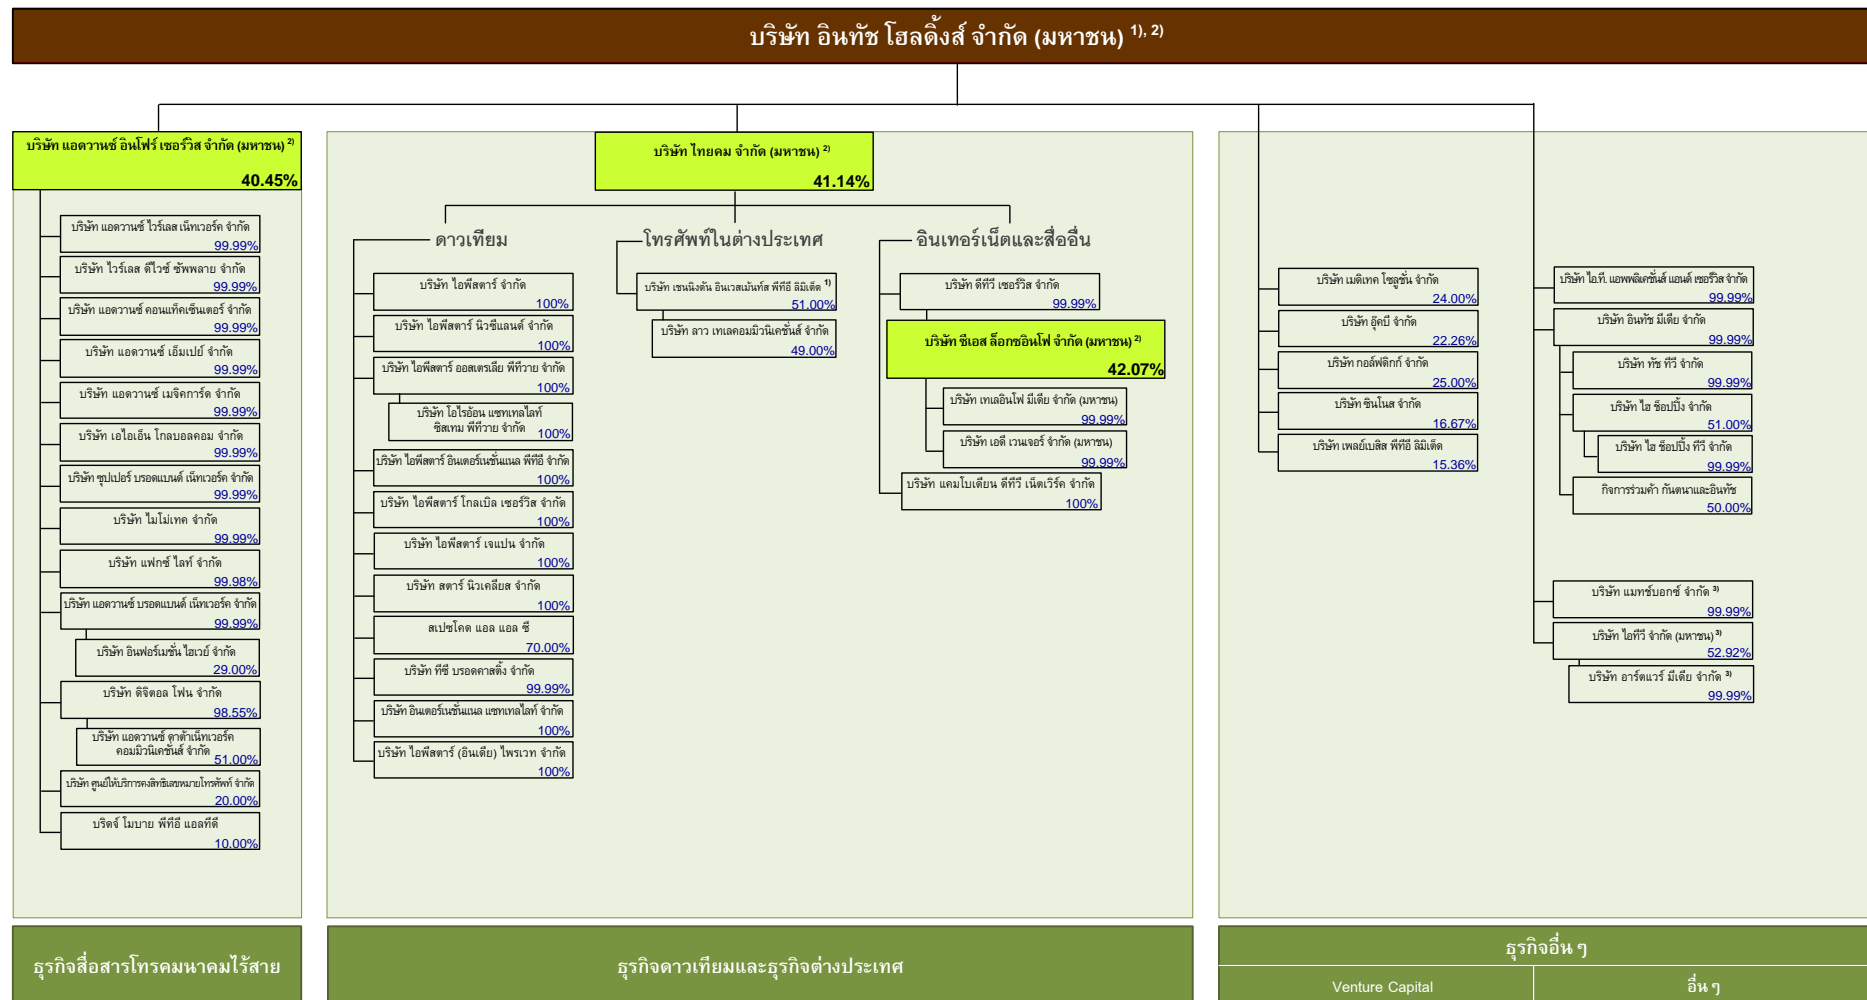 บริษัท อินทัช โฮลดิ้งส์ จำกัด (มหาชน) 1), 2)
บริษัท แอดวานซ์ อินโฟร์ เซอร์วิส จำกัด (มหาชน) 2)
40.45%
บริษัท แอดวานซ์ ไวร์เลส เน็ทเวอร์ค จำกัด
99.99%
บริษัท ไวร์เลส ดีไวซ์ ซัพพลาย จำกัด
99.99%
บริษัท แอดวานซ์ คอนแท็คเซ็นเตอร์ จำกัด
99.99%
บริษัท แอดวานซ์ เอ็มเปย์ จำกัด
99.99%
บริษัท แอดวานซ์ เมจิคการ์ด จำกัด
99.99%
บริษัท เอไอเอ็น โกลบอลคอม จำกัด
99.99%
บริษัท ซุปเปอร์ บรอดแบนด์ เน็ทเวอร์ค จำกัด
99.99%
บริษัท ไมโม่เทค จำกัด
99.99%
บริษัท แฟกซ์ ไลท์ จำกัด
99.98%
บริษัท แอดวานซ์ บรอดแบนด์ เน็ทเวอร์ค จำกัด
99.99%
บริษัท อินฟอร์เมชั่น ไฮเวย์ จำกัด
29.00%
บริษัท ดิจิตอล โฟน จำกัด
98.55%
บริษัท แอดวานซ์ ดาต้าเน็ทเวอร์ค
คอมมิวนิเคชั่นส์ จำกัด
51.00%
บริษัท ศูนย์ให้บริการคงสิทธิเลขหมายโทรศัพท์ จำกัด
20.00%
บริดจ์ โมบาย พีทีอี แอลทีดี
10.00%
ธุรกิจสื่อสารโทรคมนาคมไร้สาย
บริษัท ไทยคม จำกัด (มหาชน) 2)
41.14%
ดาวเทียม
บริษัท ไอพีสตาร์ จำกัด
100%
บริษัท ไอพีสตาร์ นิวซีแลนด์ จำกัด
100%
บริษัท ไอพีสตาร์ ออสเตรเลีย พีทีวาย จำกัด
100%
บริษัท โอไรอ้อน แซทเทลไลท์
ซิสเทม พีทีวาย จำกัด 100%
บริษัท ไอพีสตาร์ อินเตอร์เนชั่นแนล พีทีอี จำกัด
100%
บริษัท ไอพีสตาร์ โกลเบิล เซอร์วิส จำกัด
100%
บริษัท ไอพีสตาร์ เจแปน จำกัด
100%
บริษัท สตาร์ นิวเคลียส จำกัด
100%
สเปซโคด แอล แอล ซี
70.00%
บริษัท ทีซี บรอดคาสติ้ง จำกัด
99.99%
บริษัท อินเตอร์เนชั่นแนล แซทเทลไลท์ จำกัด
100%
บริษัท ไอพีสตาร์ (อินเดีย) ไพรเวท จำกัด
100%
โทรศัพท์ในต่างประเทศ
บริษัท เชนนิงตัน อินเวสเม้นท์ส พีทีอี ลิมิเต็ด 1)
51.00%
บริษัท ลาว เทเลคอมมิวนิเคชั่นส์ จำกัด
49.00%
อินเทอร์เน็ตและสื่ออื่น
บริษัท ดีทีวี เซอร์วิส จำกัด
99.99%
บริษัท ซีเอส ล็อกซอินโฟ จำกัด (มหาชน) 2)
42.07%
บริษัท เทเลอินโฟ มีเดีย จำกัด (มหาชน)
99.99%
บริษัท เอดี เวนเจอร์ จำกัด (มหาชน)
99.99%
บริษัท แคมโบเดียน ดีทีวี เน็ตเวิร์ค จำกัด
100%
ธุรกิจดาวเทียมและธุรกิจต่างประเทศ
บริษัท เมดิเทค โซลูชั่น จำกัด
24.00%
บริษัท อุ๊คบี จำกัด
22.26%
บริษัท กอล์ฟดิกก์ จำกัด
25.00%
บริษัท ซินโนส จำกัด
16.67%
บริษัท เพลย์เบสิส พีทีอี ลิมิเต็ด
15.36%
บริษัท ไอ.ที. แอพพลิเคชั่นส์ แอนด์ เซอร์วิส จำกัด
99.99%
บริษัท อินทัช มีเดีย จำกัด
99.99%
บริษัท ทัช ทีวี จำกัด
99.99%
บริษัท ไฮ ช็อปปิ้ง จำกัด
51.00%
บริษัท ไฮ ช็อปปิ้ง ทีวี จำกัด
99.99%
กิจการร่วมค้า กันตนาและอินทัช
50.00%
บริษัท แมทช์บอกซ์ จำกัด 3)
99.99%
บริษัท ไอทีวี จำกัด (มหาชน) 3)
52.92%
บริษัท อาร์ตแวร์ มีเดีย จำกัด 3)
99.99%
ธุรกิจอื่น ๆ
Venture Capital
อื่น ๆ